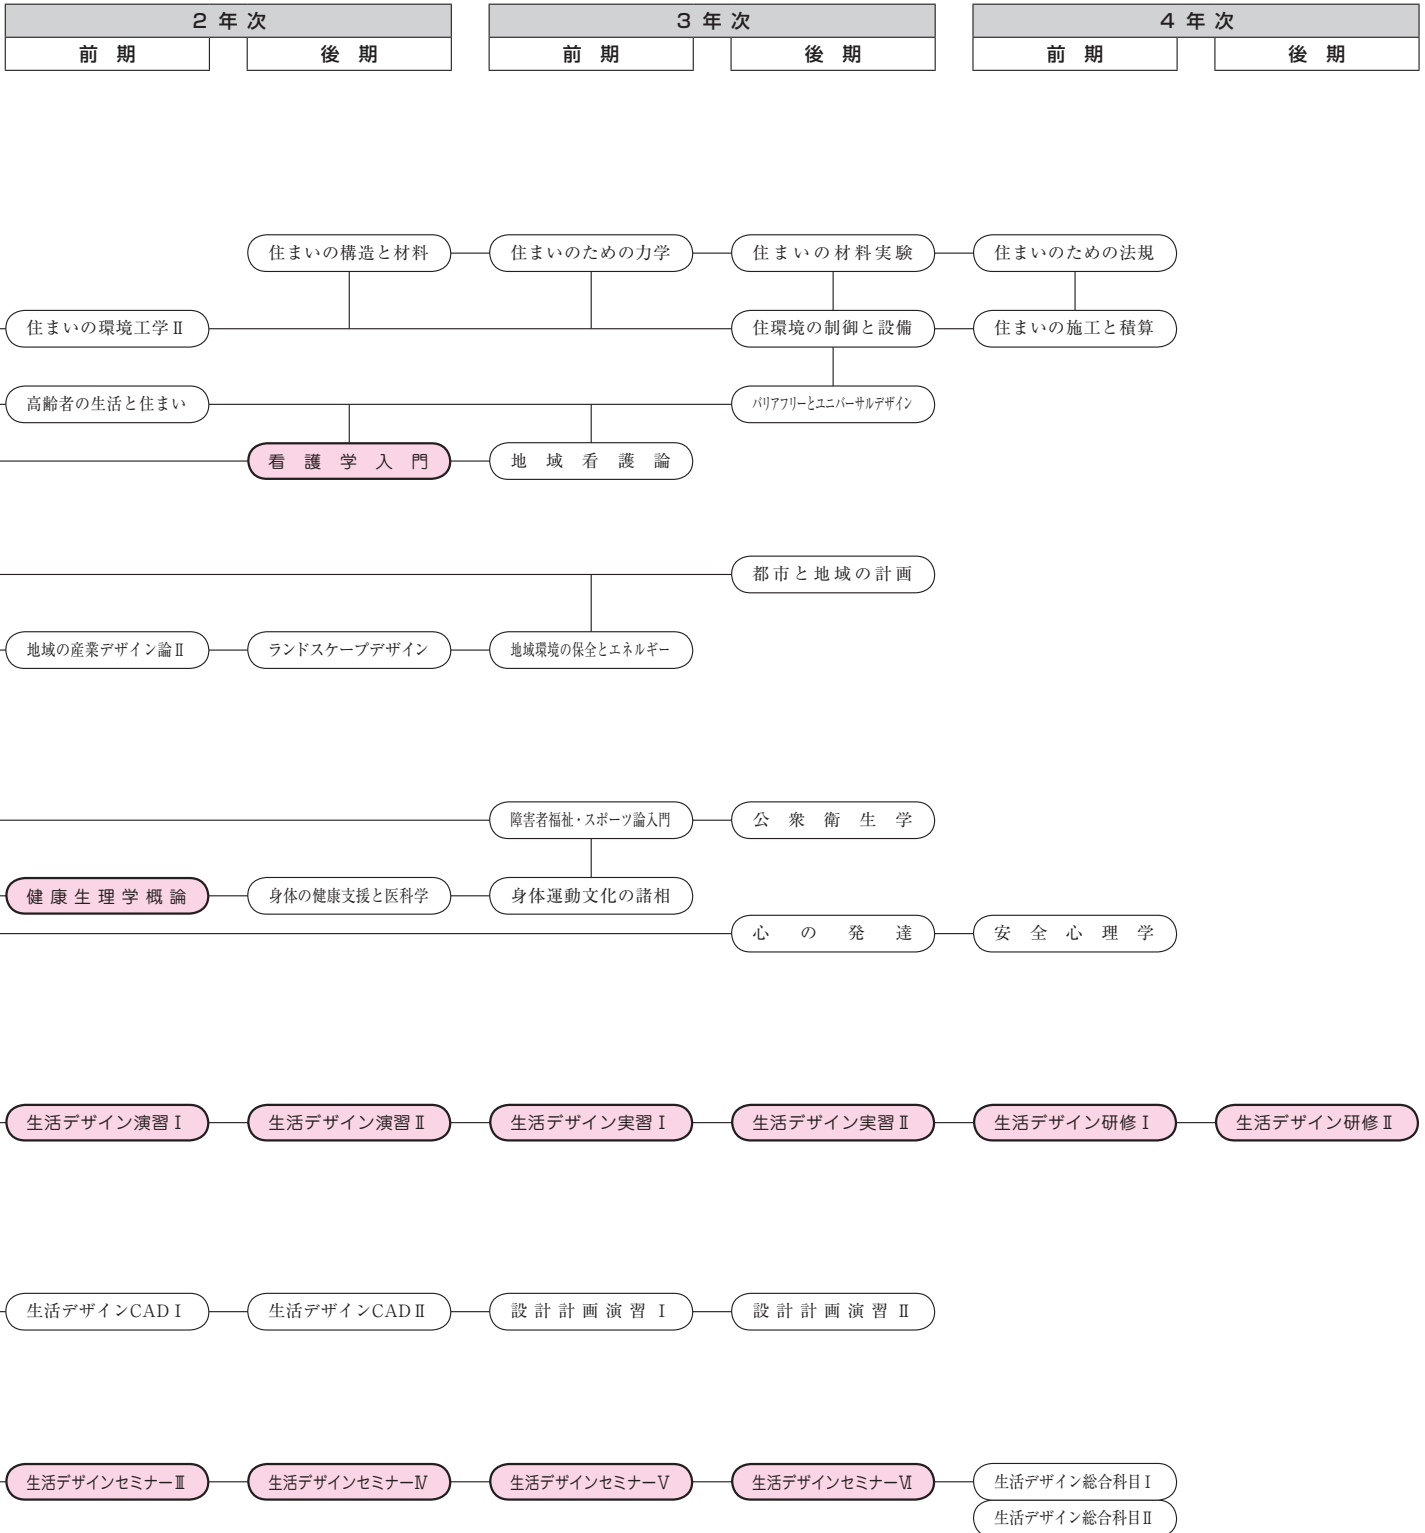 2 年 次 3 年 次 4 年 次
前 期 後 期 前 期 後 期 前 期 後 期
住まいの構造と材料 住まいのための力学 住まいの材料実験 住まいのための法規
住まいの環境工学Ⅱ 住環境の制御と設備 住まいの施工と積算
高齢者の生活と住まい バリアフリーとユニバーサルデザイン
看護学入門 地域看護論
都市と地域の計画
地域の産業デザイン論Ⅱ ランドスケープデザイン 地域環境の保全とエネルギー
障害者福祉・スポーツ論入門 公衆衛生学
健康生理学概論 身体の健康支援と医科学 身体運動文化の諸相
心の発達 安全心理学
生活デザイン演習Ⅰ 生活デザイン演習Ⅱ 生活デザイン実習Ⅰ 生活デザイン実習Ⅱ 生活デザイン研修Ⅰ 生活デザイン研修Ⅱ
生活デザインCADⅠ 生活デザインCADⅡ 設計計画演習Ⅰ 設計計画演習Ⅱ
生活デザインセミナーⅢ 生活デザインセミナーⅣ 生活デザインセミナーⅤ 生活デザインセミナーⅥ 生活デザイン総合科目Ⅰ
生活デザイン総合科目Ⅱ